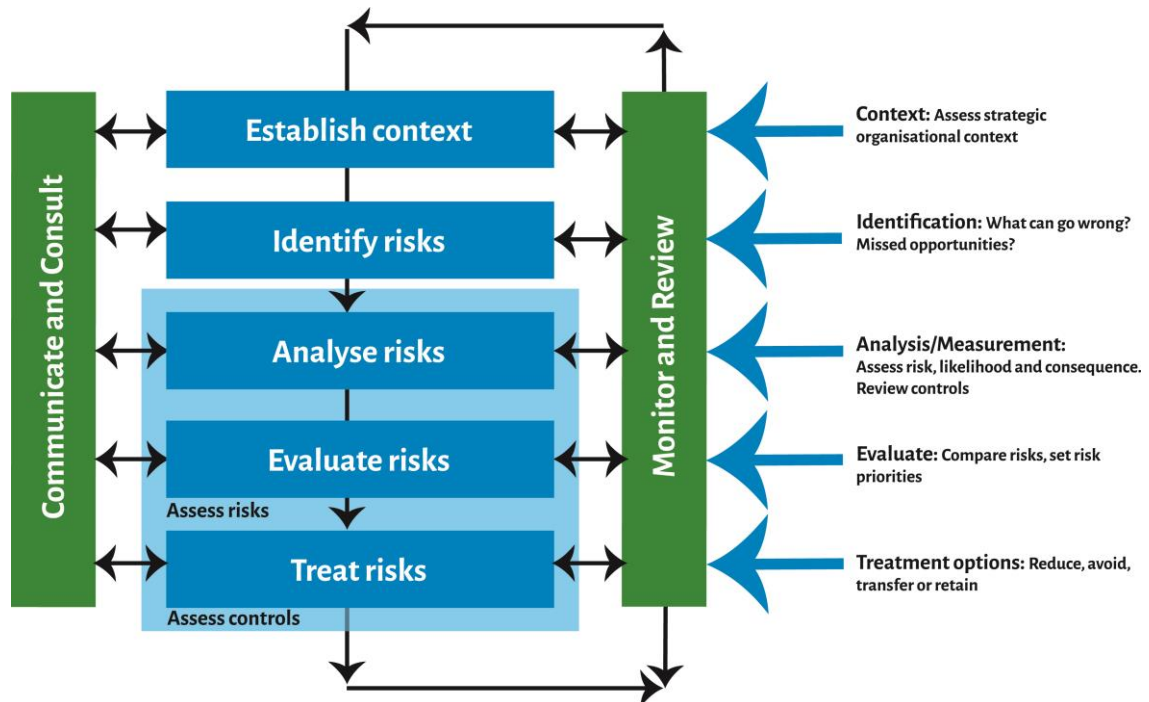 Communicate and Consult
Establish context
Identify risks
Analyse risks
Evaluate risks
Assess risks
Treat risks
Assess controls
Monitor and Review
Context: Assess strategic
organisational context
Identification: What can go wrong?
Missed opportunities?
Analysis/Measurement:
Assess risk, likelihood and consequence.
Review controls
Evaluate: Compare risks, set risk
priorities
Treatment options: Reduce, avoid,
transfer or retain